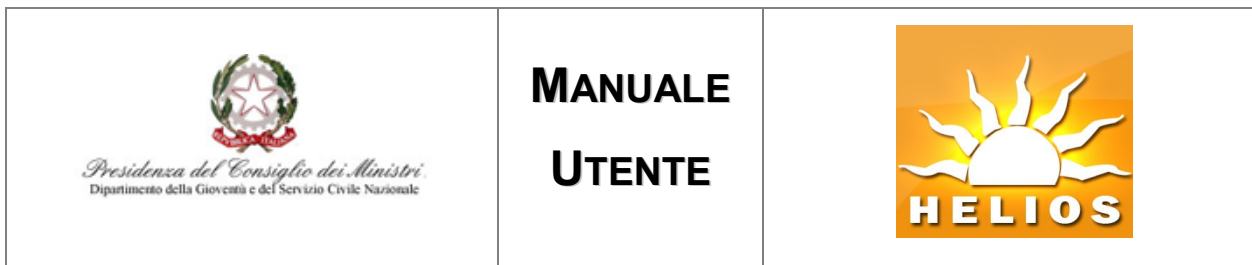 Presidenza del Consiglio dei Ministri
Dipartimento della Gioventù e del Servizio Civile Nazionale
MANUALE
UTENTE
HELIOS